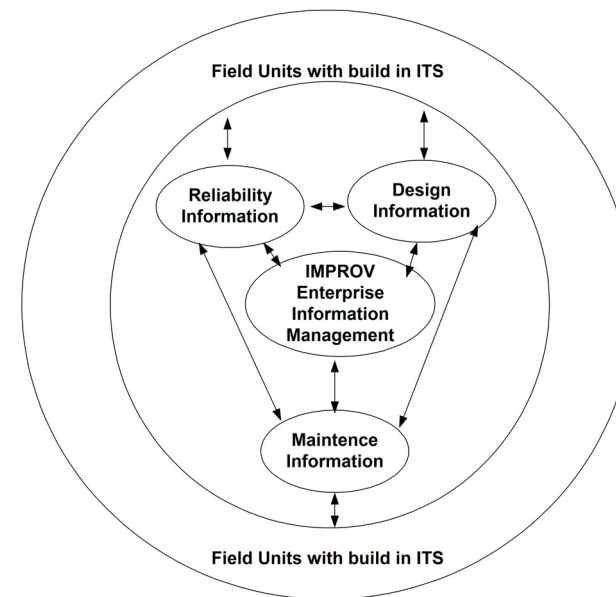 Field Units with build in ITS
Reliability
Information
Design
Information
IMPROV
Enterprise
Information
Management
Maintence
Information
Field Units with build in ITS